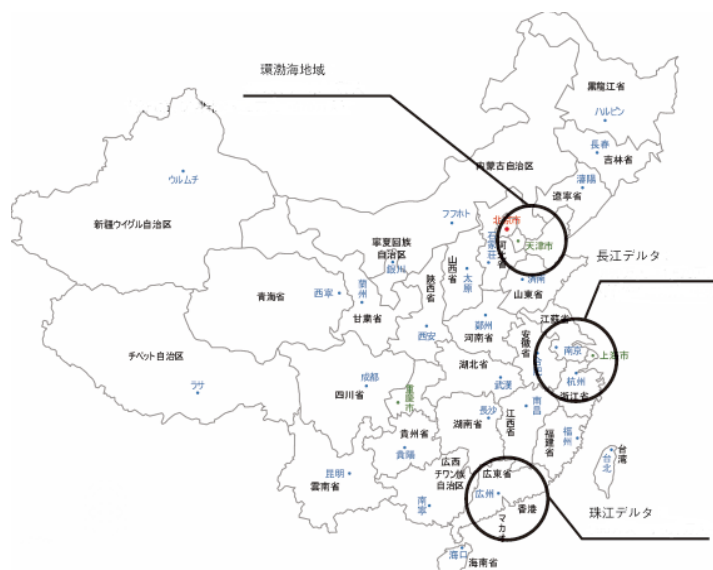 環渤海地域
黒龍江省
ハルビン
長春
吉林省
内蒙古自治区
瀋陽
遼寧省
ウルムチ
フフホト
北京市
新疆ウイグル自治区
天津市
寧夏回族
自治区
銀川
石家荘
河北省
長江デルタ
山西省
太原
済南
山東省
青海省
西寧
蘭州
甘粛省
陝西省
江蘇省
鄭州
河南省
西安
安徽省
南京
上海市
チベット自治区
湖北省
成都
杭州
浙江省
ラサ
四川省
重慶市
武漢
南昌
長沙
湖南省
江西省
貴州省
貴陽
福建省
福州
台湾
台北
広西
チワン族
自治区
広東省
昆明
雲南省
広州
南寧
香港
マカオ
珠江デルタ
海口
海南省